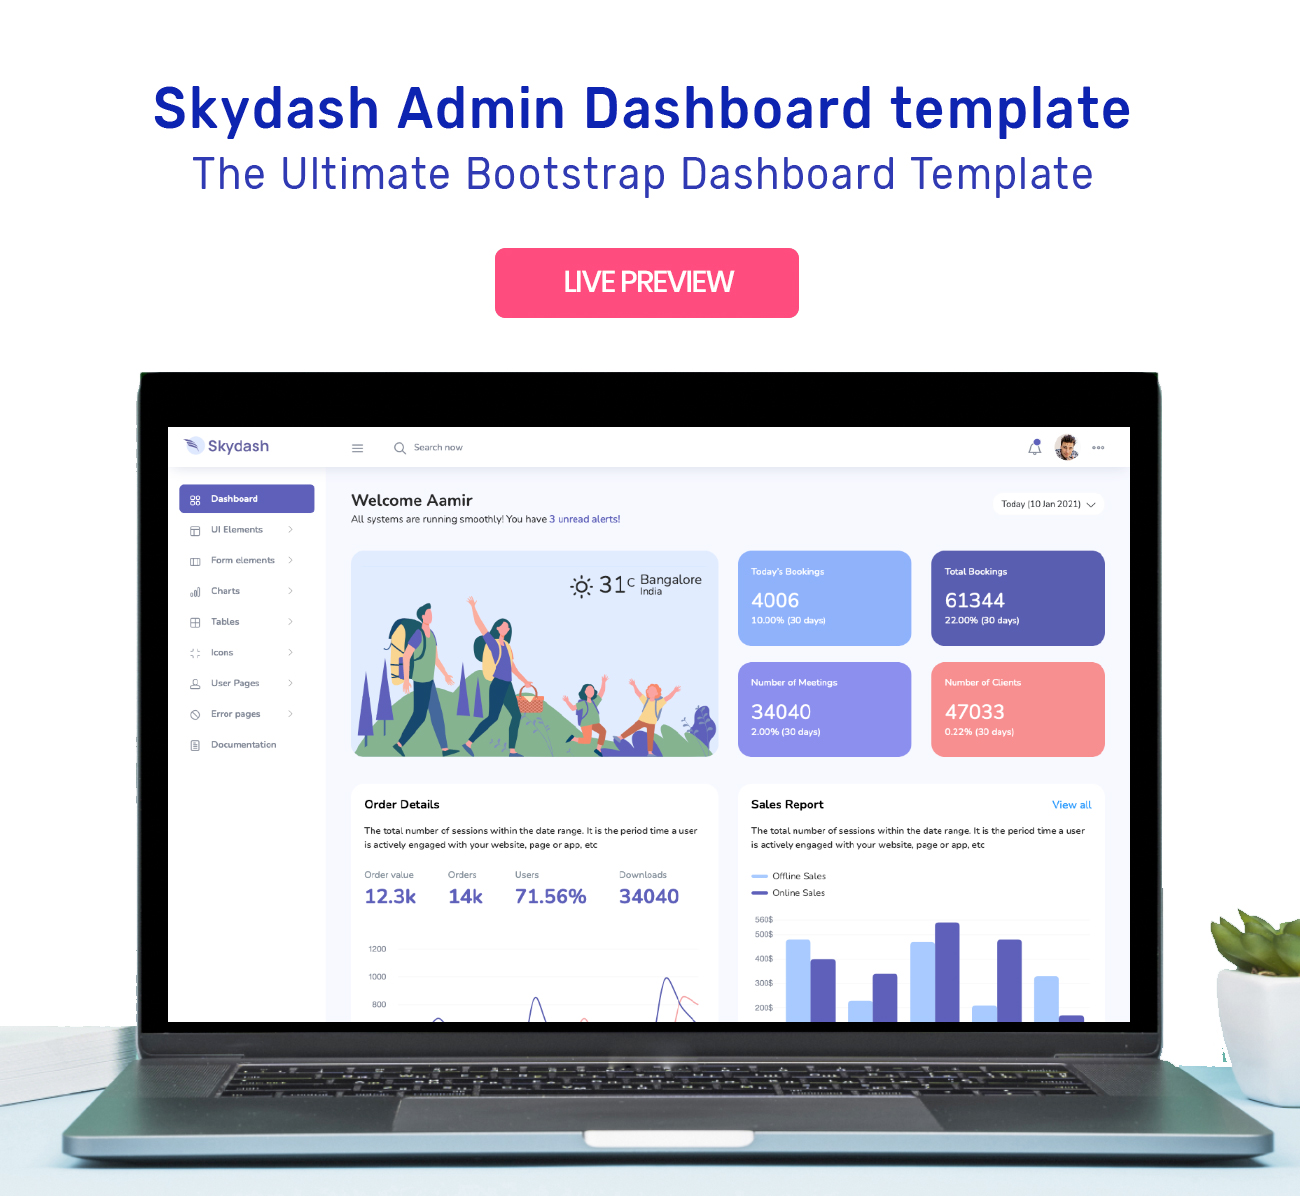 Skydash Admin Dashboard template
The Ultimate Bootstrap Dashboard Template
LIVE PREVIEW
Skydash
Search now
Dashboard
UI Elements
Form elements
Charts
Tables
Icons
User Pages
Error pages
Documentation
Welcome Aamir
All systems are running smoothly! You have 3 unread alerts!
Today (10 Jan 2021)
31 C Bangalore
India
Today's Bookings
4006
10.00% (30 days)
Total Bookings
61344
22.00% (30 days)
Number of Meetings
34040
2.00% (30 days)
Number of Clients
47033
0.22% (30 days)
Order Details
The total number of sessions within the date range. It is the period time a user
is actively engaged with your website, page or app, etc
Order value
12.3k
Orders
14k
Users
71.56%
Downloads
34040
1200
1000
800
Sales Report
View all
The total number of sessions within the date range. It is the period time a user
is actively engaged with your website, page or app, etc
Offline Sales
Online Sales
560$
500$
400$
300$
200$